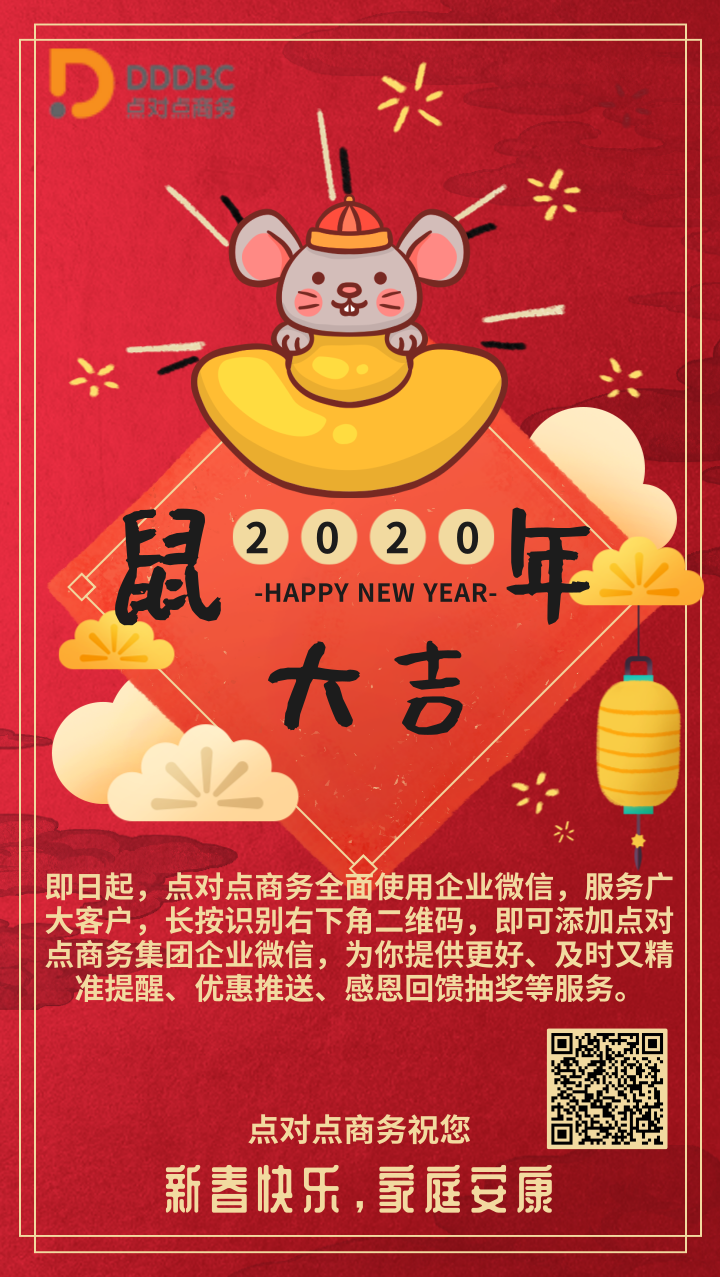 DDDBC
点对点商务
鼠 2020 年
-HAPPY NEW YEAR-
大吉
即日起，点对点商务全面使用企业微信，服务广
大客户，长按识别右下角二维码，即可添加点对
点商务集团企业微信，为你提供更好、及时又精
准提醒、优惠推送、感恩回馈抽奖等服务。
点对点商务祝您
新春快乐，家庭安康